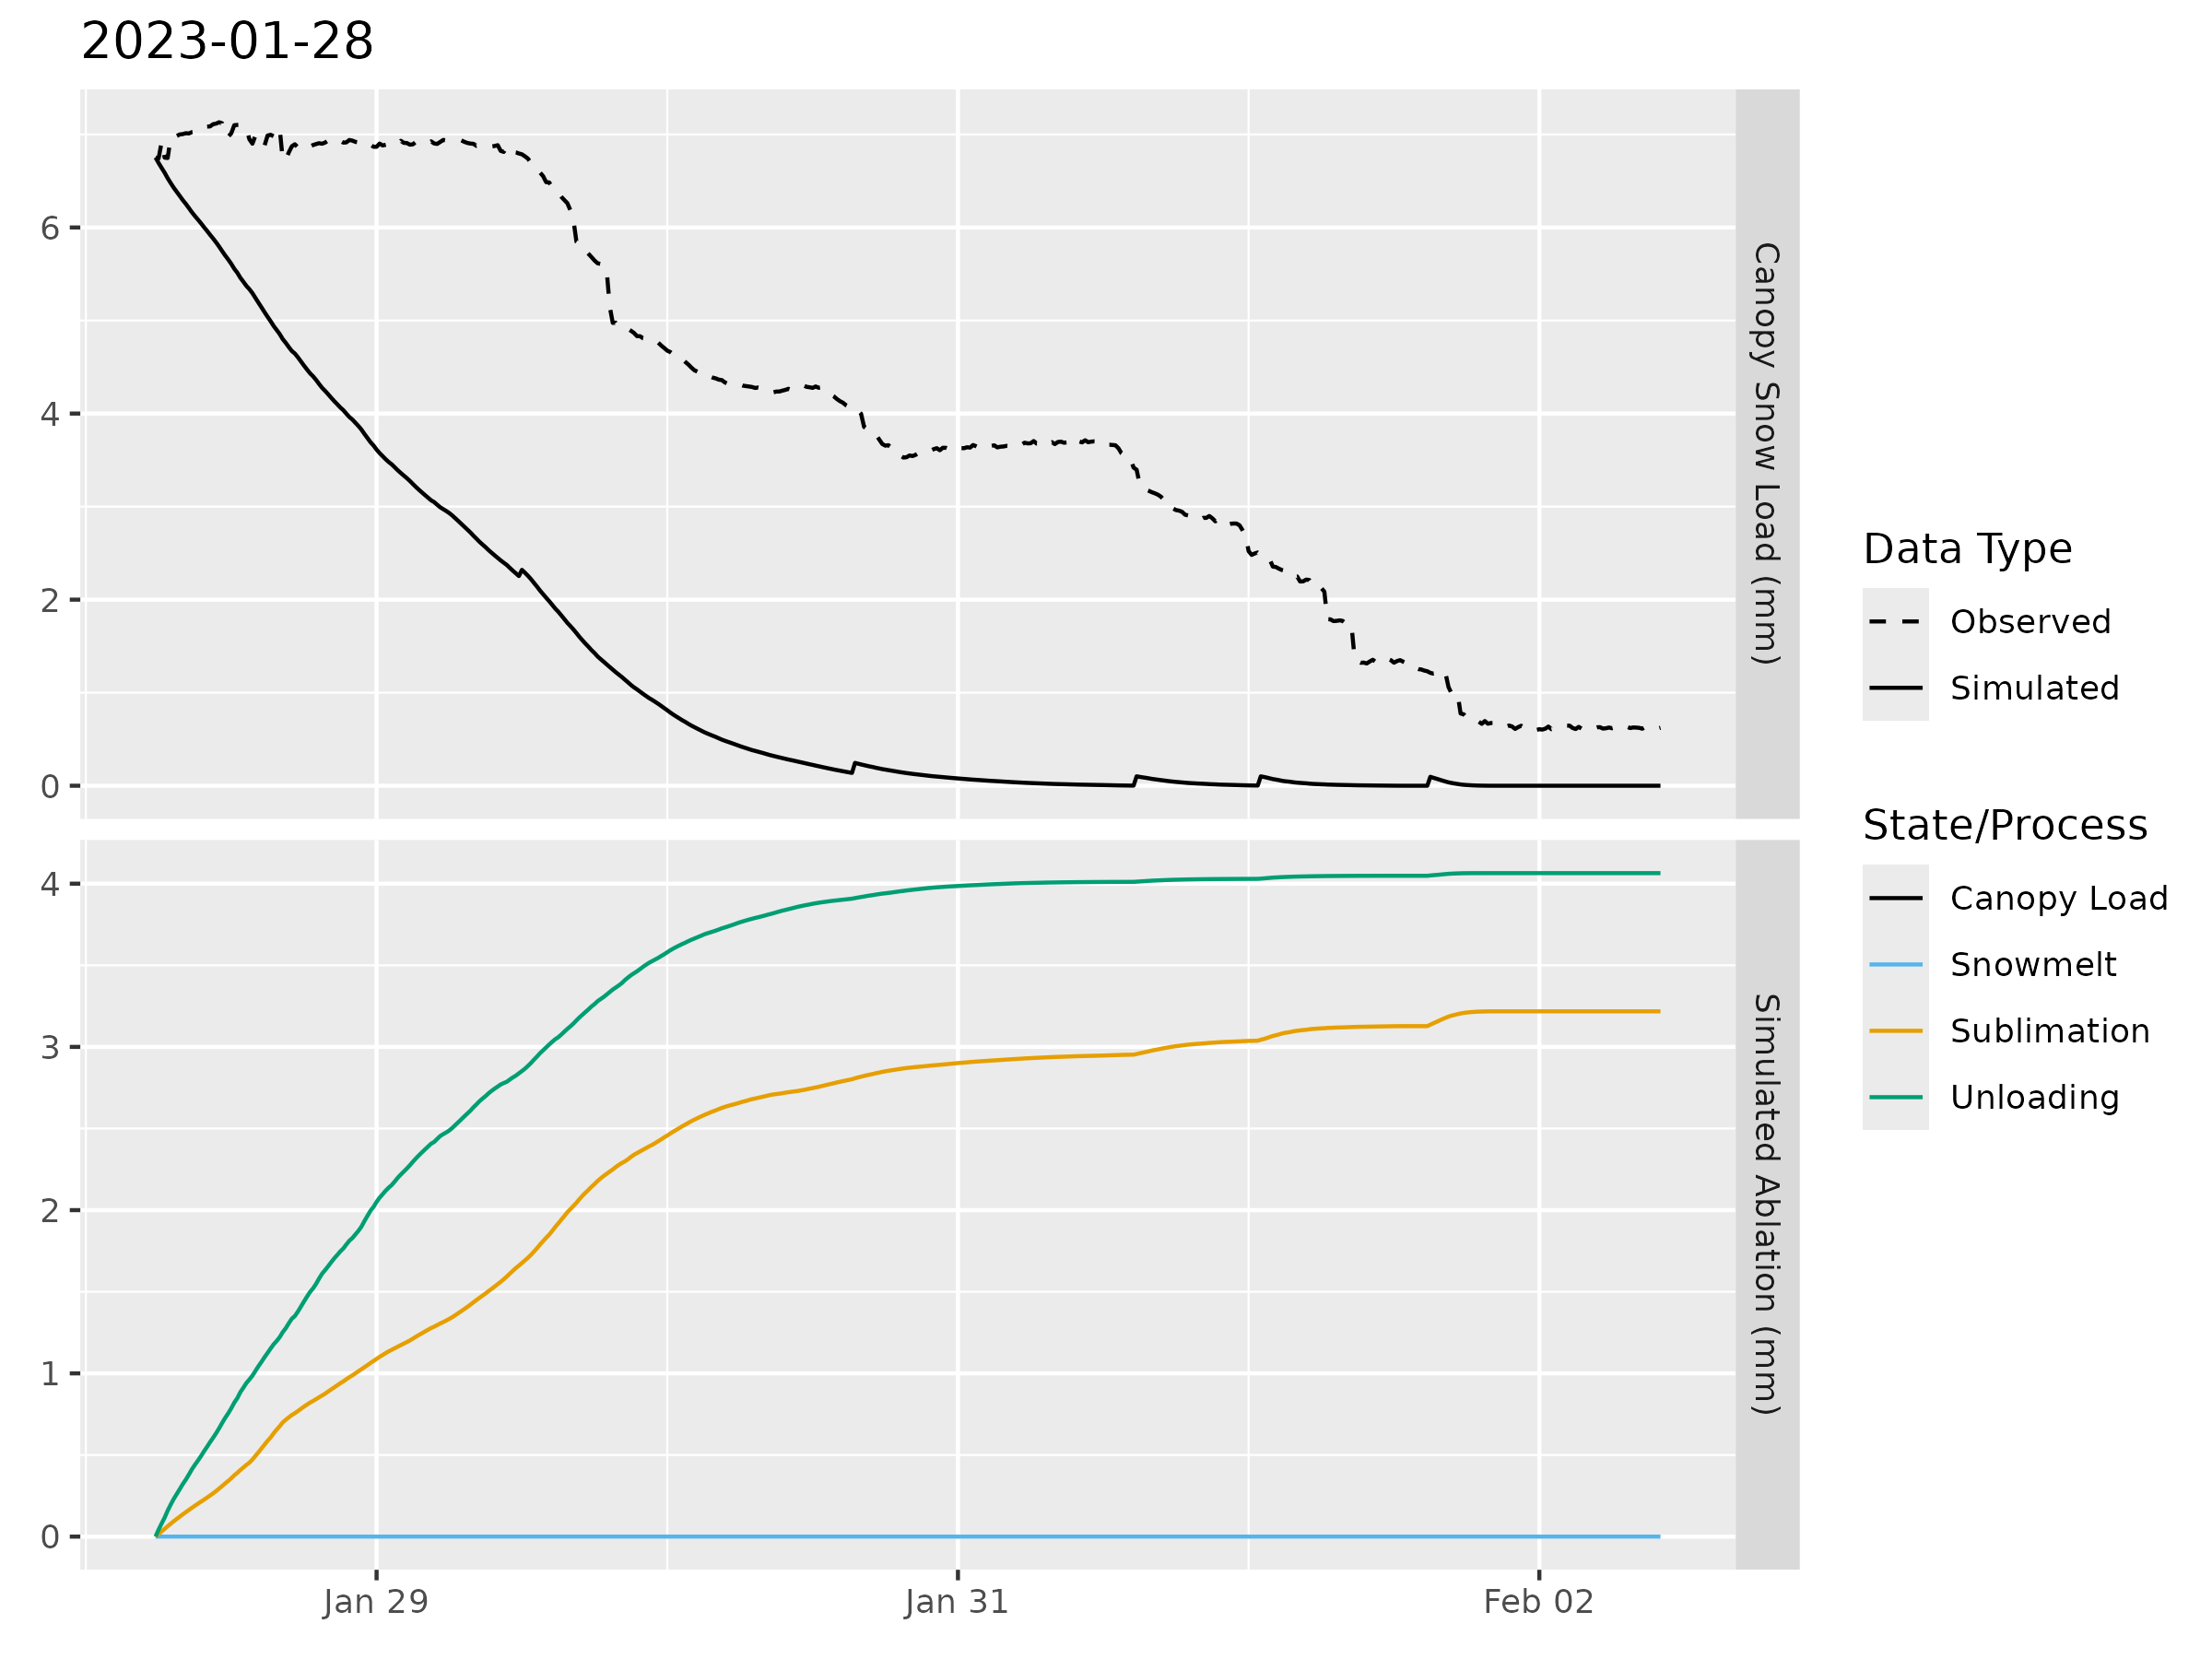 2023-01-28
6
4
2
0
Canopy Snow Load (mm)
4
3
2
1
0
Simulated Ablation (mm)
Jan 29
Jan 31
Feb 02
Data Type
Observed
Simulated
State/Process
Canopy Load
Snowmelt
Sublimation
Unloading